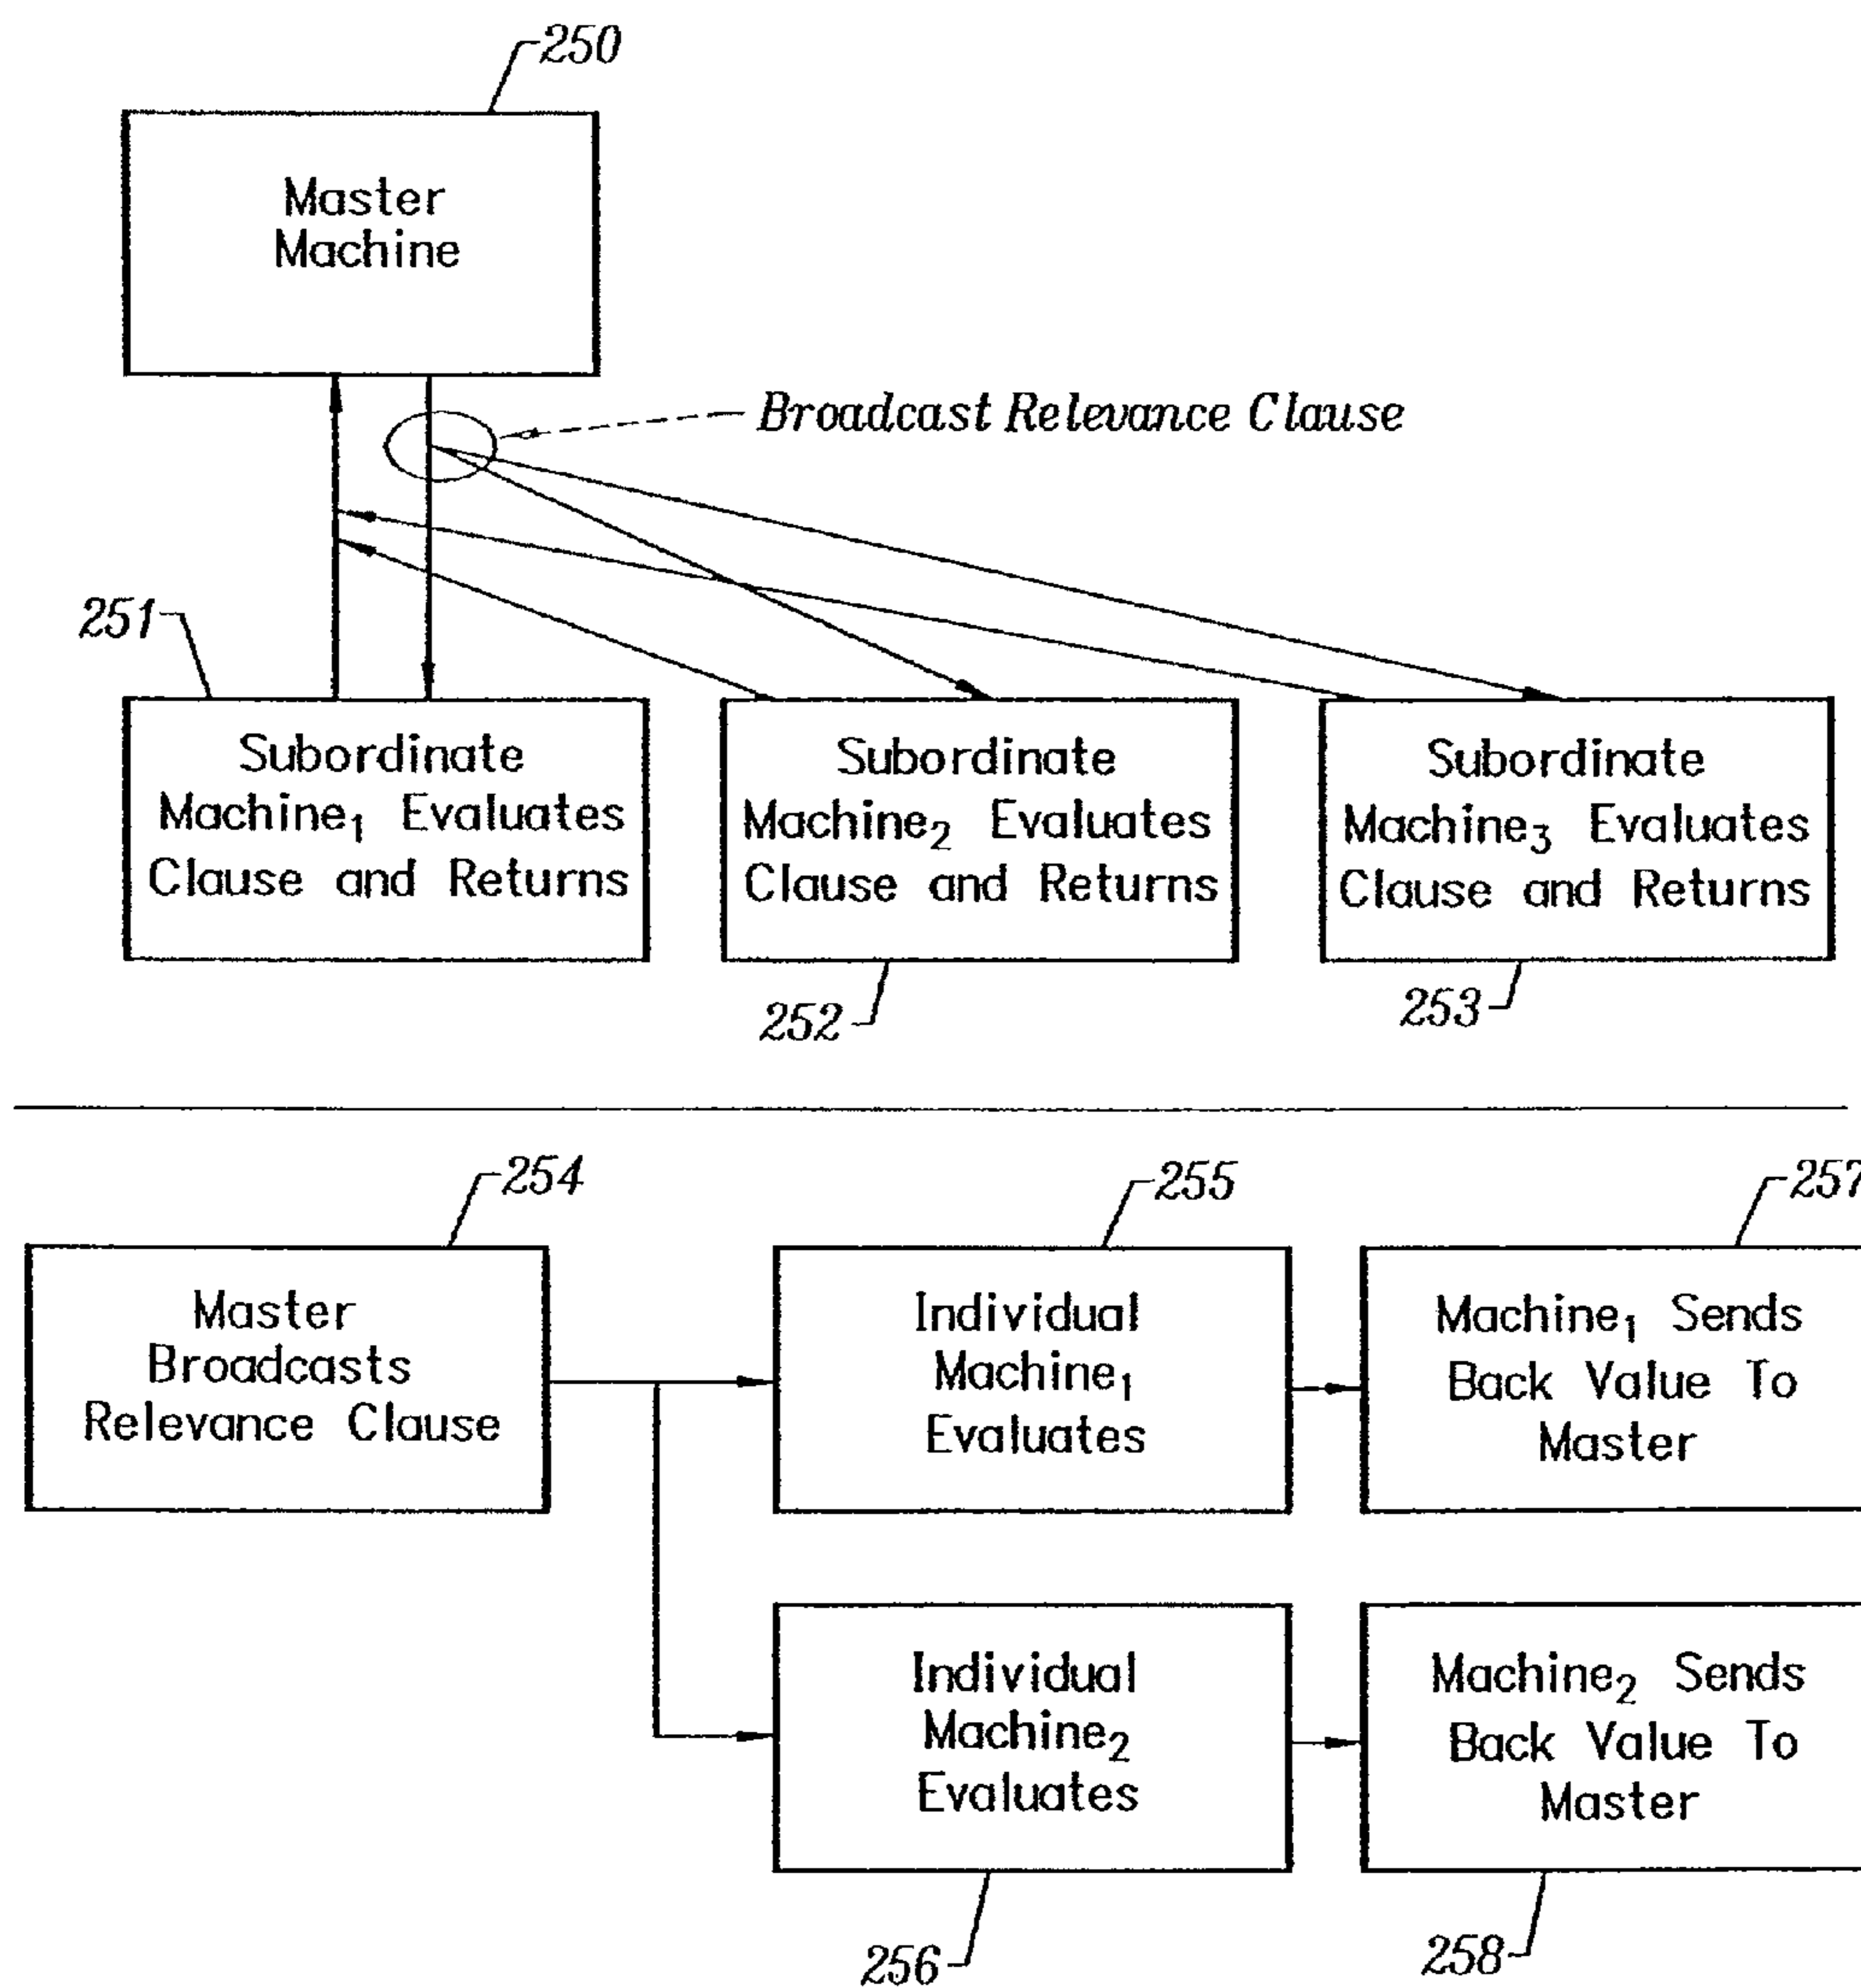 250
Master
Machine
Broadcast Relevance Clause
251
Subordinate
Machine₁ Evaluates
Clause and Returns
Subordinate
Machine₂ Evaluates
Clause and Returns
Subordinate
Machine₃ Evaluates
Clause and Returns
252
253
254
255
257
Master
Broadcasts
Relevance Clause
Individual
Machine₁
Evaluates
Machine₁ Sends
Back Value To
Master
Individual
Machine₂
Evaluates
Machine₂ Sends
Back Value To
Master
256
258